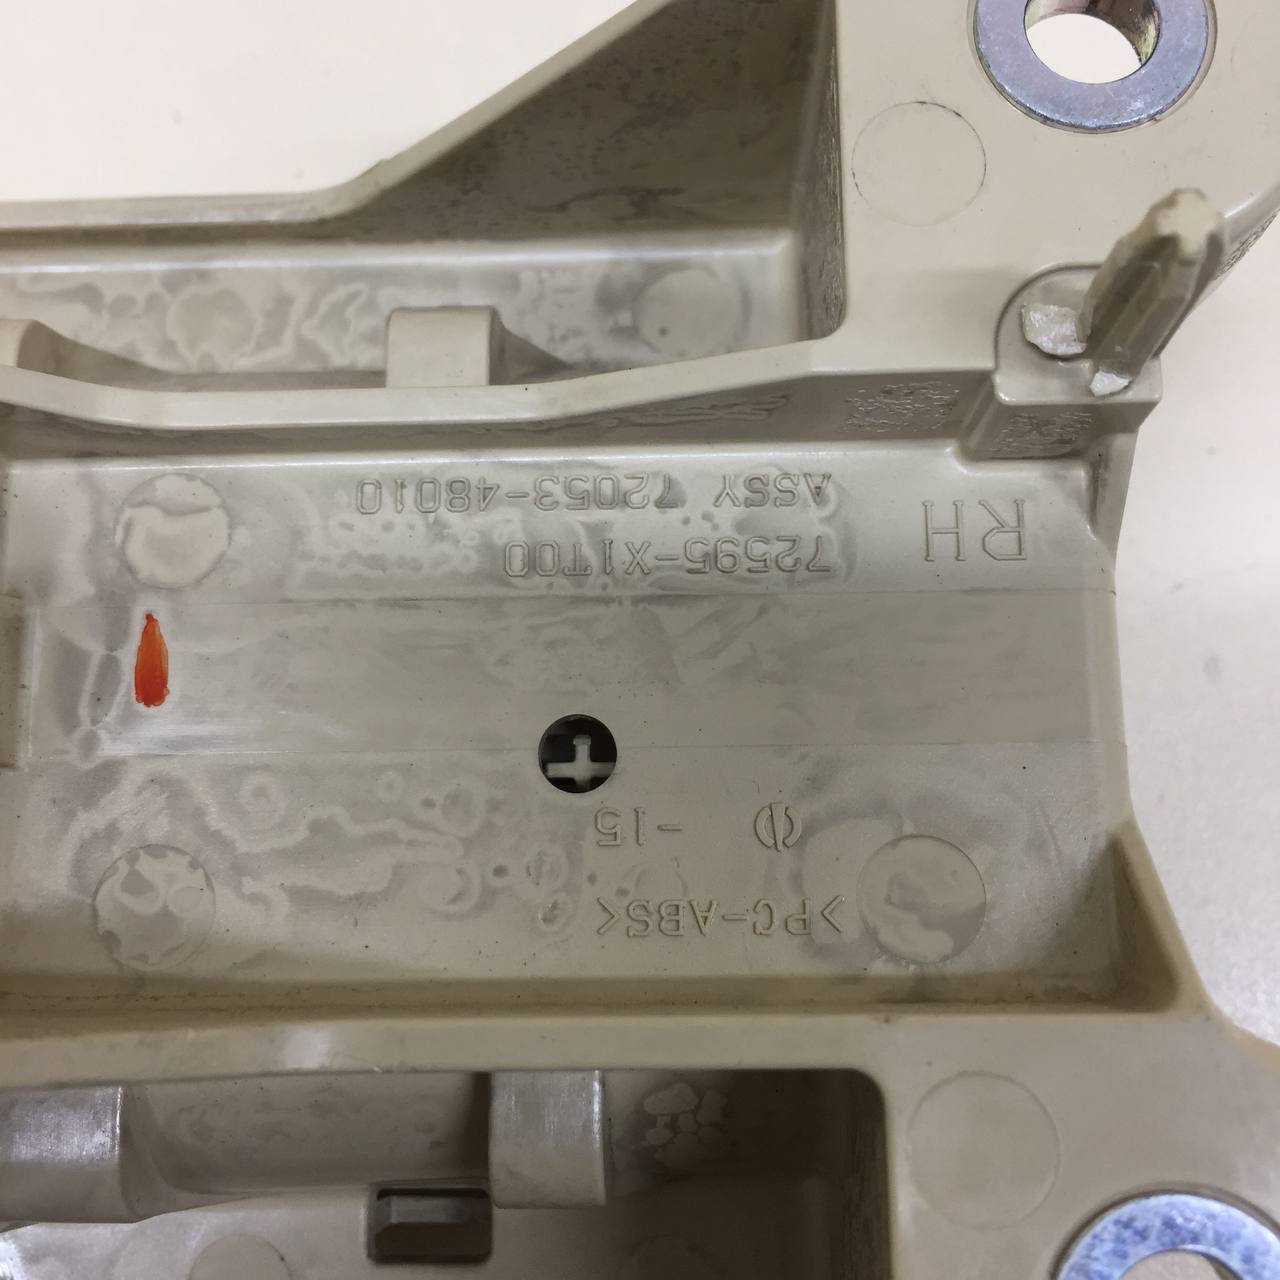 >PC-ABS<
Φ -15
RH
72595-X1T00
ASSY 72053-48010